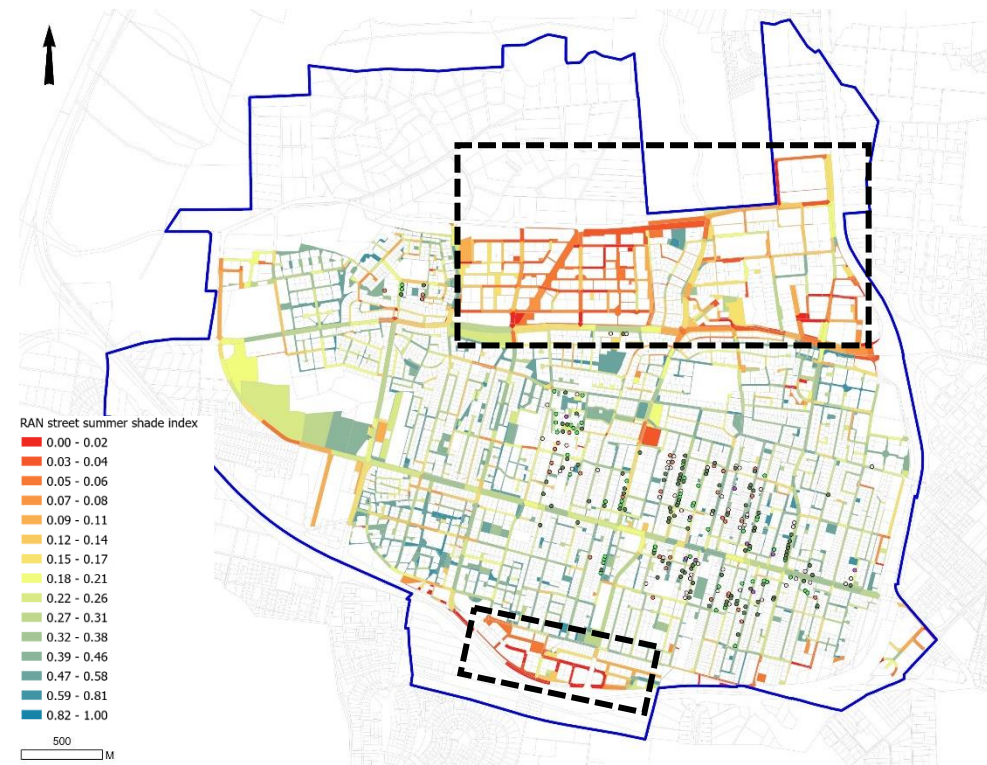 RAN street summer shade index
0.00 - 0.02
0.03 - 0.04
0.05 - 0.06
0.07 - 0.08
0.09 - 0.11
0.12 - 0.14
0.15 - 0.17
0.18 - 0.21
0.22 - 0.26
0.27 - 0.31
0.32 - 0.38
0.39 - 0.46
0.47 - 0.58
0.59 - 0.81
0.82 - 1.00
500
M